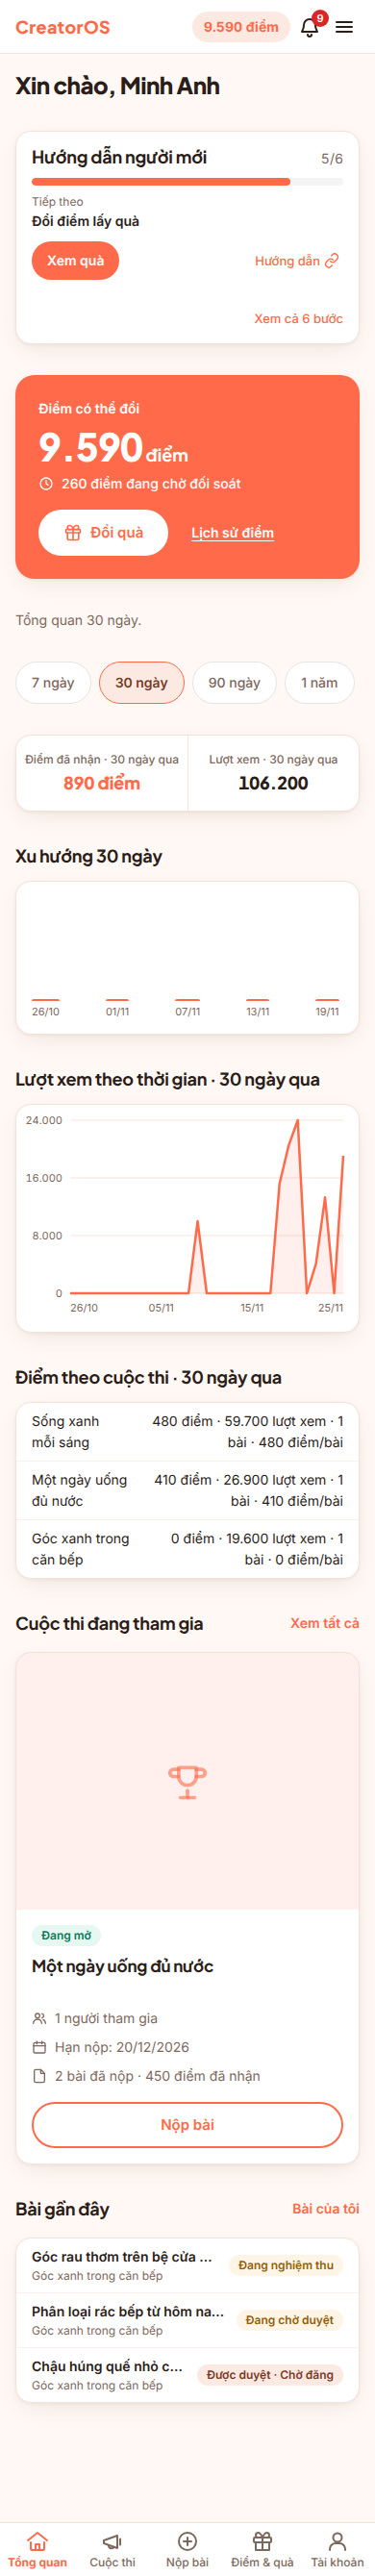 CreatorOS
9.590 điểm
9
Xin chào, Minh Anh
Hướng dẫn người mới
5/6
Tiếp theo
Đổi điểm lấy quà
Xem quà
Hướng dẫn
Xem cả 6 bước
Điểm có thể đổi
9.590 điểm
260 điểm đang chờ đối soát
Đổi quà
Lịch sử điểm
Tổng quan 30 ngày.
7 ngày
30 ngày
90 ngày
1 năm
Điểm đã nhận · 30 ngày qua
890 điểm
Lượt xem · 30 ngày qua
106.200
Xu hướng 30 ngày
26/10
01/11
07/11
13/11
19/11
Lượt xem theo thời gian · 30 ngày qua
24.000
16.000
8.000
0
26/10
05/11
15/11
25/11
Điểm theo cuộc thi · 30 ngày qua
Sống xanh
mỗi sáng
480 điểm · 59.700 lượt xem · 1
bài · 480 điểm/bài
Một ngày uống
đủ nước
410 điểm · 26.900 lượt xem · 1
bài · 410 điểm/bài
Góc xanh trong
căn bếp
0 điểm · 19.600 lượt xem · 1
bài · 0 điểm/bài
Cuộc thi đang tham gia
Xem tất cả
Đang mở
Một ngày uống đủ nước
1 người tham gia
Hạn nộp: 20/12/2026
2 bài đã nộp · 450 điểm đã nhận
Nộp bài
Bài gần đây
Bài của tôi
Góc rau thơm trên bệ cửa ...
Góc xanh trong căn bếp
Đang nghiệm thu
Phân loại rác bếp từ hôm na...
Góc xanh trong căn bếp
Đang chờ duyệt
Chậu húng quế nhỏ c...
Góc xanh trong căn bếp
Được duyệt · Chờ đăng
Tổng quan
Cuộc thi
Nộp bài
Điểm & quà
Tài khoản